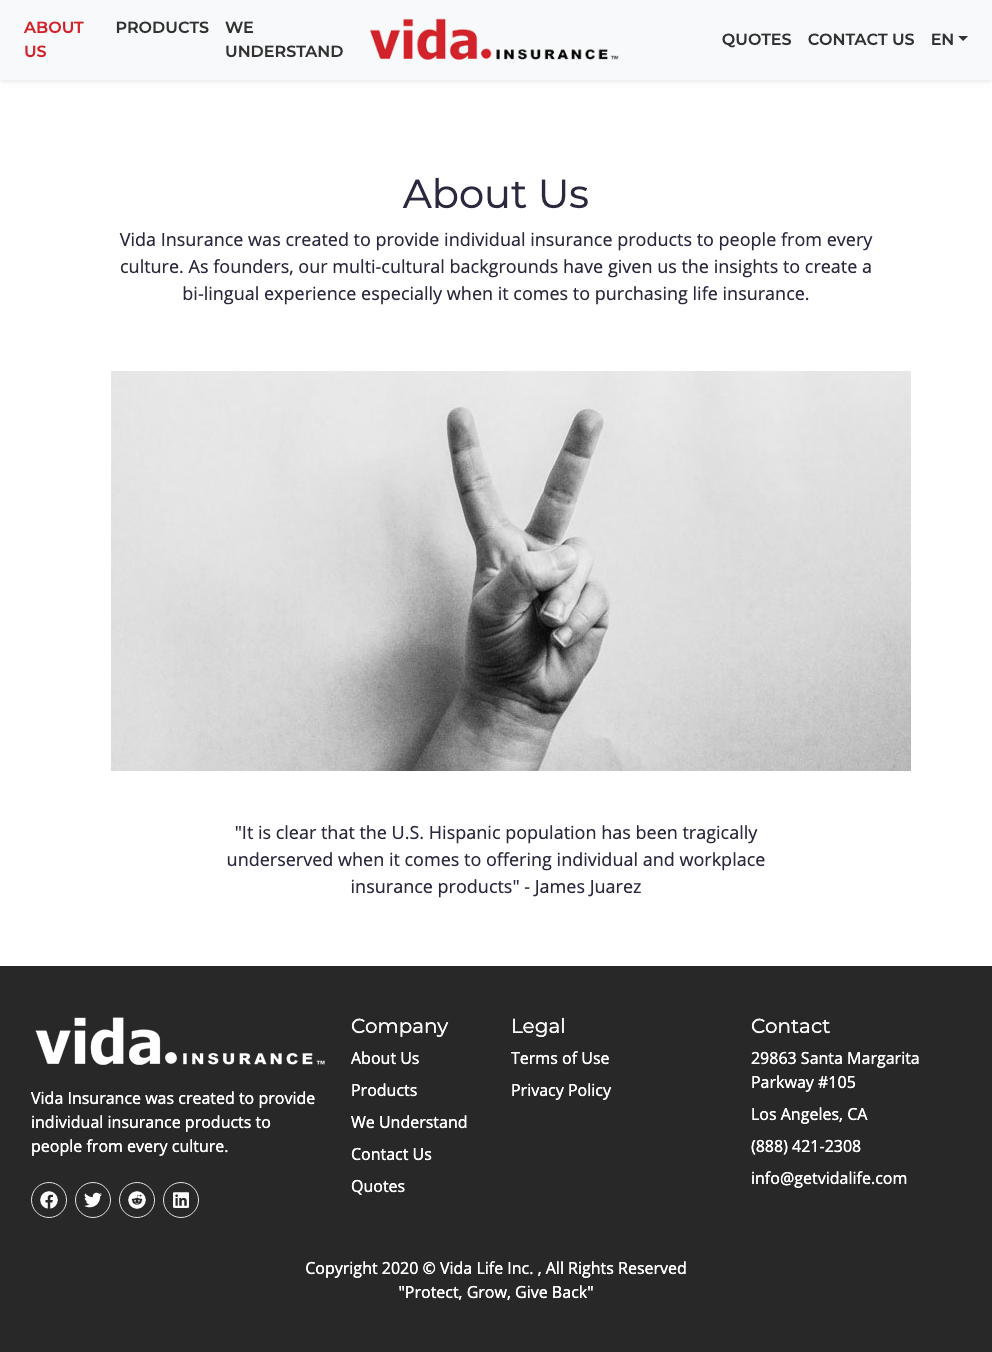 ABOUT US
PRODUCTS
WE UNDERSTAND
vida.INSURANCE™
QUOTES
CONTACT US
EN
About Us
Vida Insurance was created to provide individual insurance products to people from every
culture. As founders, our multi-cultural backgrounds have given us the insights to create a
bi-lingual experience especially when it comes to purchasing life insurance.
"It is clear that the U.S. Hispanic population has been tragically
underserved when it comes to offering individual and workplace
insurance products" - James Juarez
vida.INSURANCE™
Vida Insurance was created to provide
individual insurance products to
people from every culture.
Company
About Us
Products
We Understand
Contact Us
Quotes
Legal
Terms of Use
Privacy Policy
Contact
29863 Santa Margarita
Parkway #105
Los Angeles, CA
(888) 421-2308
info@getvidalife.com
Copyright 2020 © Vida Life Inc. , All Rights Reserved
"Protect, Grow, Give Back"